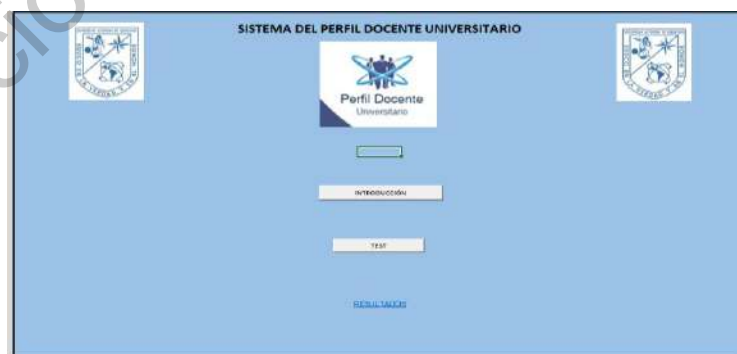 SISTEMA DEL PERFIL DOCENTE UNIVERSITARIO
Perfil Docente
Universitario
INTRODUCCIÓN
TEST
RESULTADOS